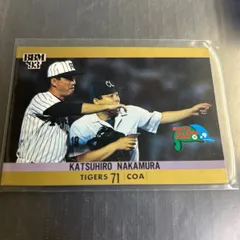 BBM
'93
KATSUHIRO NAKAMURA
TIGERS 71 COA